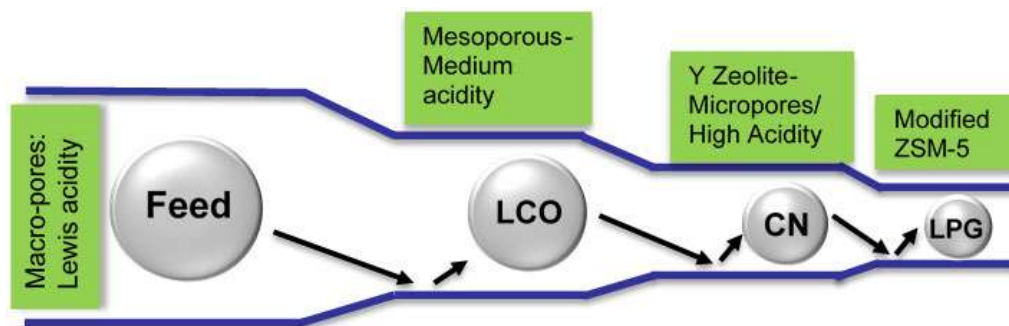 Macro-pores:
Lewis acidity
Feed
Mesoporous-
Medium
acidity
LCO
Y Zeolite-
Micropores/
High Acidity
CN
Modified
ZSM-5
LPG